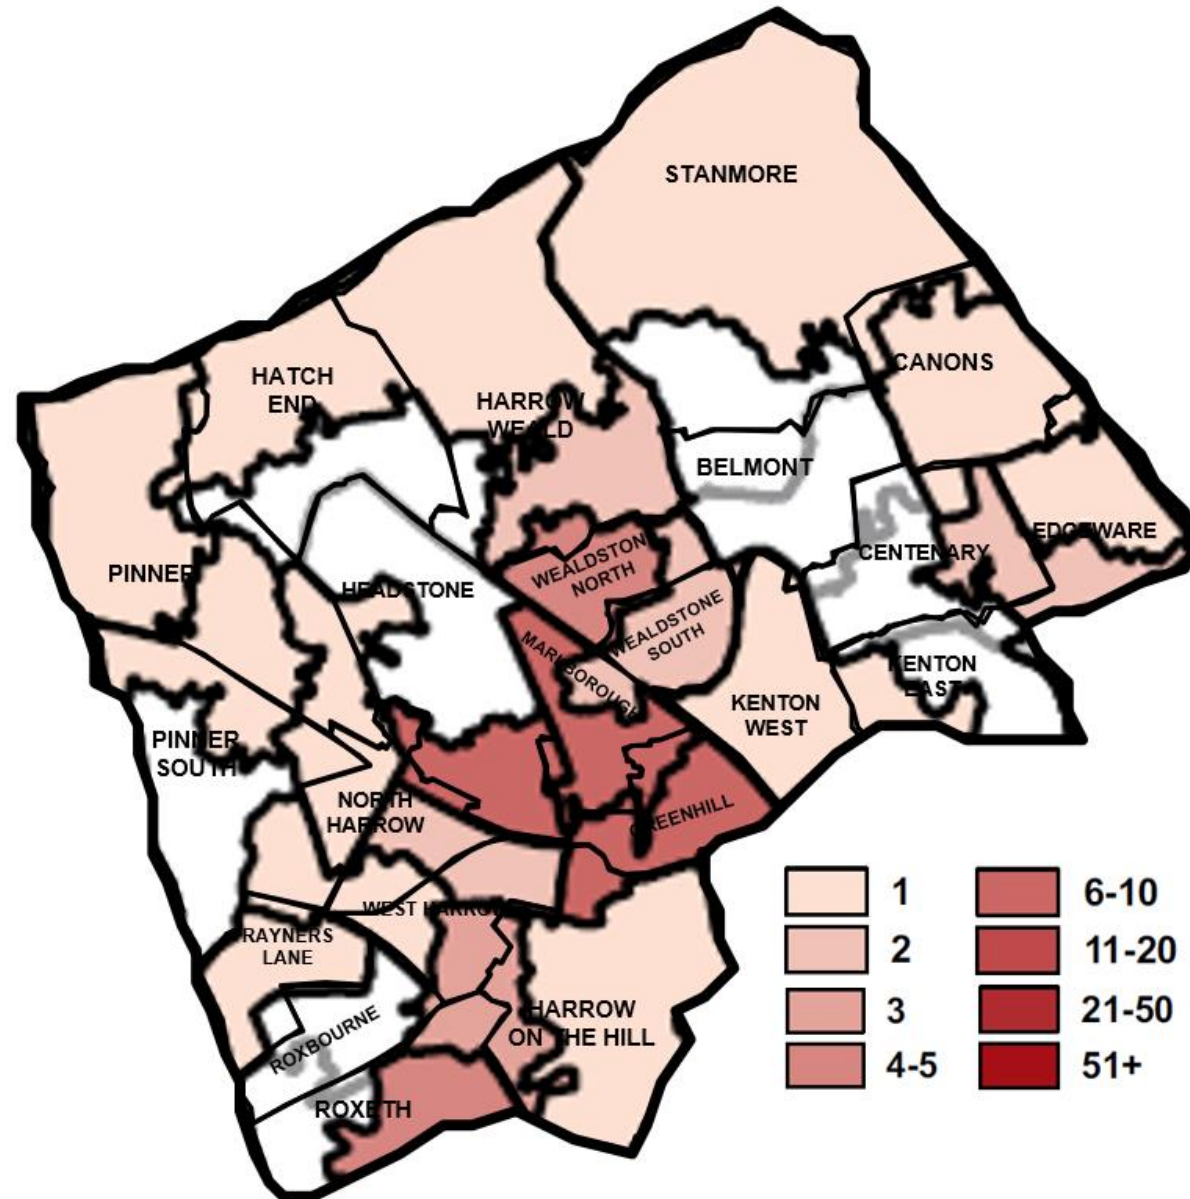 STANMORE
CANONS
HATCH
END
HARROW
WEALD
BELMONT
EDGEWARE
CENTENARY
PINNER
HEADSTONE
WEALDSTON
NORTH
WEALDSTONE
SOUTH
MARLBOROUGH
KENTON
EAST
KENTON
WEST
PINNER
SOUTH
NORTH
HARROW
GREENHILL
WEST HARROW
RAYNERS
LANE
HARROW
ON THE HILL
ROXBOURNE
ROXETH
1
2
3
4-5
6-10
11-20
21-50
51+